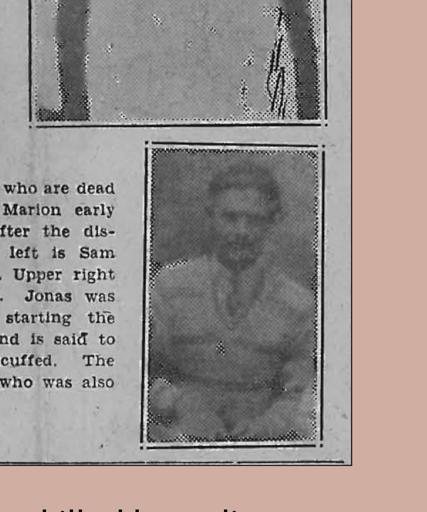 who are dead
Marion early
fter the dis-
left is Sam
. Upper right
. Jonas was
starting the
nd is said to
cuffed. The
who was also